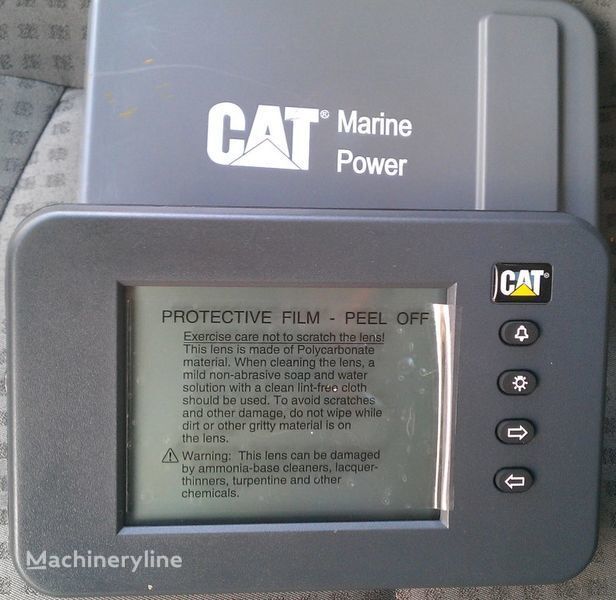 CAT® Marine
Power
CAT®
PROTECTIVE FILM - PEEL OFF
Exercise care not to scratch the lens!
This lens is made of Polycarbonate
material. When cleaning the lens, a
mild non-abrasive soap and water
solution with a clean lint-free cloth
should be used. To avoid scratches
and other damage, do not wipe while
dirt or other gritty material is on
the lens.
Warning: This lens can be damaged
by ammonia-base cleaners, lacquer-
thinners, turpentine and other
chemicals.
Machineryline